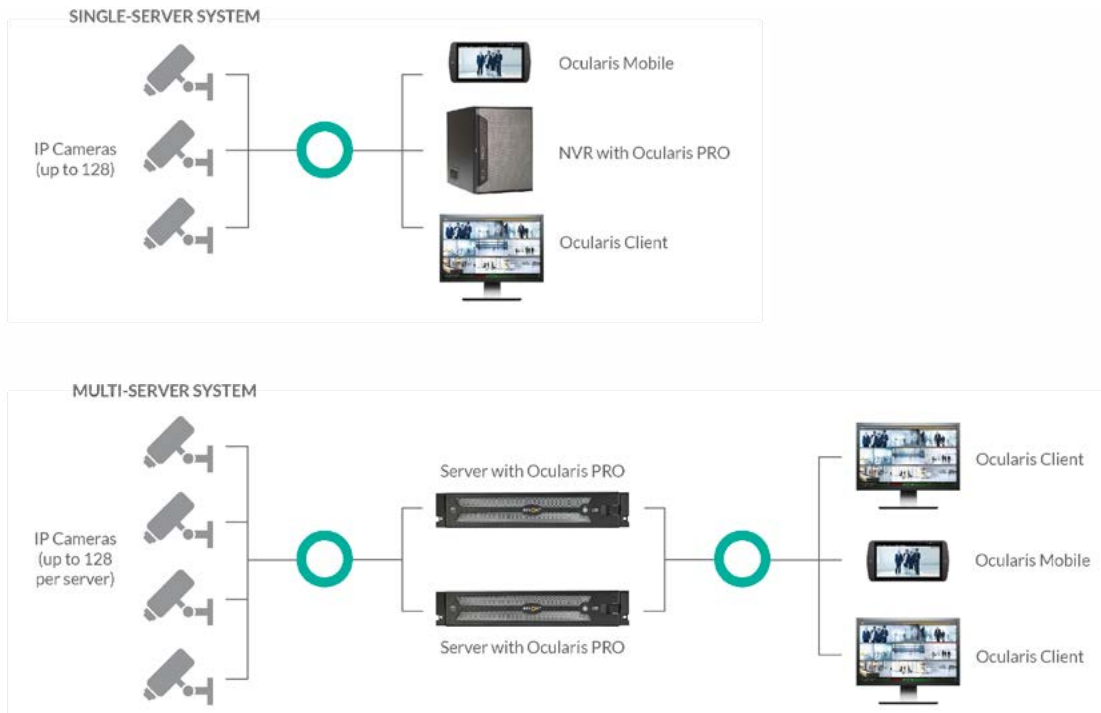 SINGLE-SERVER SYSTEM
Ocularis Mobile
IP Cameras
(up to 128)
NVR with Ocularis PRO
Ocularis Client
MULTI-SERVER SYSTEM
IP Cameras
(up to 128
per server)
Server with Ocularis PRO
Server with Ocularis PRO
Ocularis Client
Ocularis Mobile
Ocularis Client